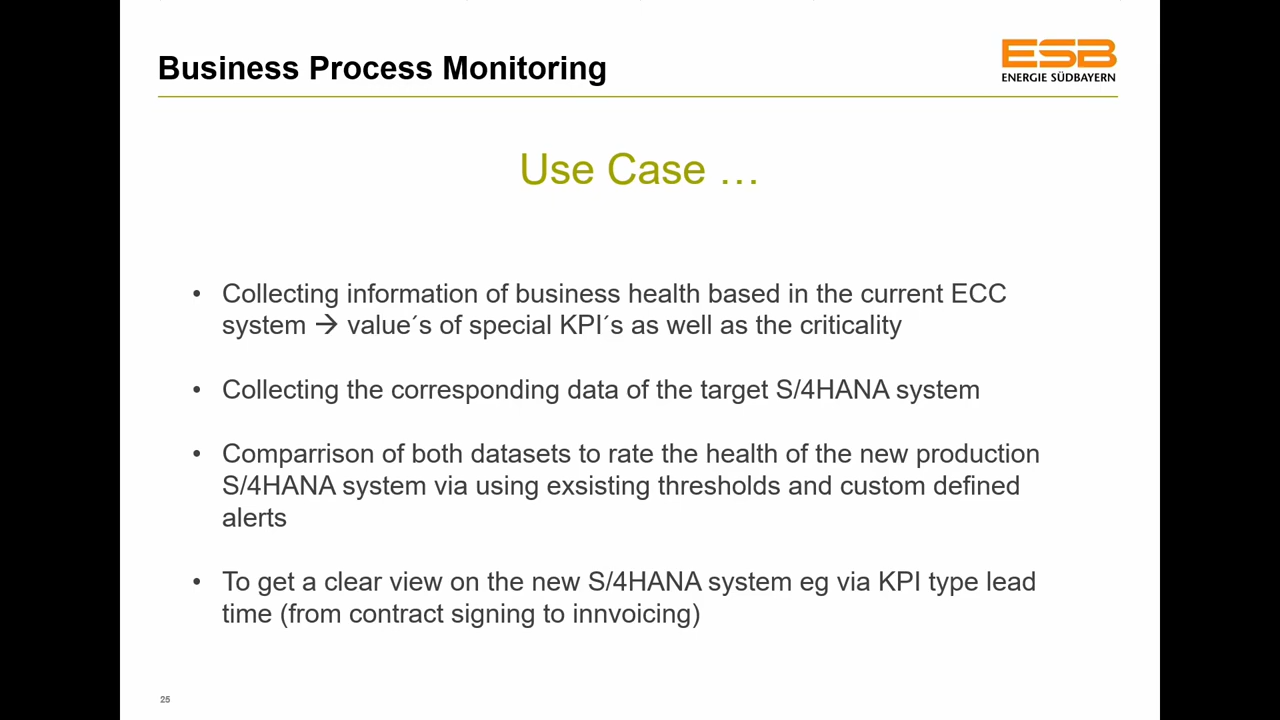 Business Process Monitoring
ESB
ENERGIE SÜDBAYERN
Use Case …
• Collecting information of business health based in the current ECC
system → value´s of special KPI´s as well as the criticality
• Collecting the corresponding data of the target S/4HANA system
• Comparrison of both datasets to rate the health of the new production
S/4HANA system via using exsisting thresholds and custom defined
alerts
• To get a clear view on the new S/4HANA system eg via KPI type lead
time (from contract signing to innvoicing)
25